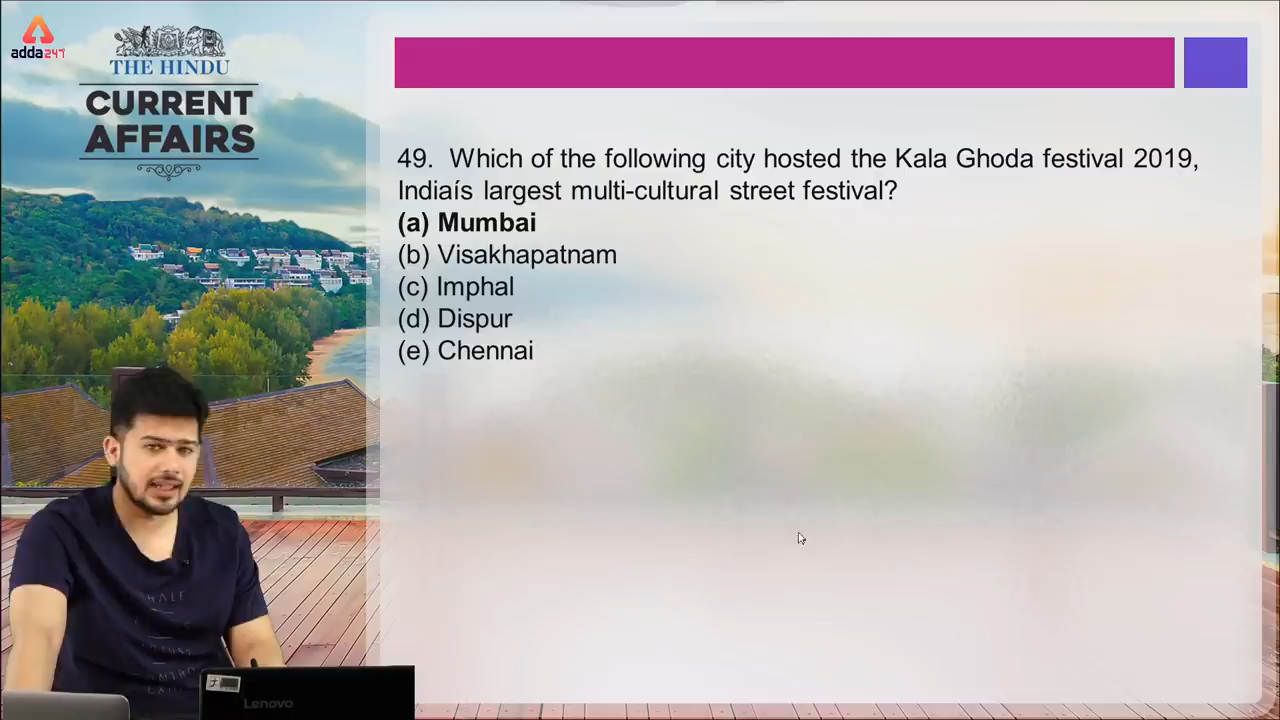 adda247
THE HINDU
CURRENT
AFFAIRS
49. Which of the following city hosted the Kala Ghoda festival 2019,
Indiaís largest multi-cultural street festival?
(a) Mumbai
(b) Visakhapatnam
(c) Imphal
(d) Dispur
(e) Chennai
HALF
Lenovo